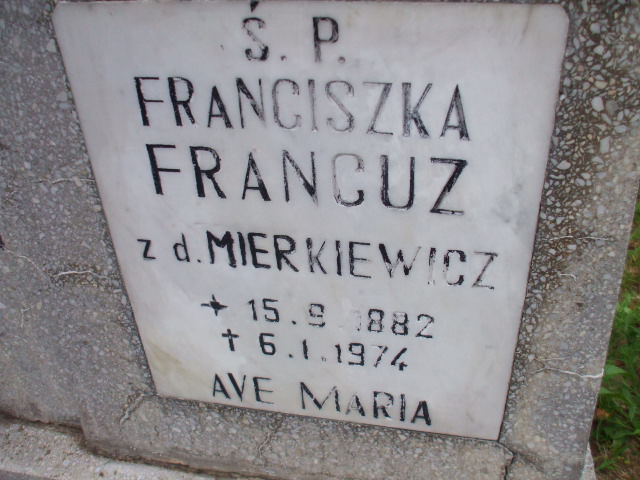 Ś. P.
FRANCISZKA
FRANCUZ
z d. MIERKIEWICZ
+ 15.9.1882
† 6.1.1974
AVE MARIA